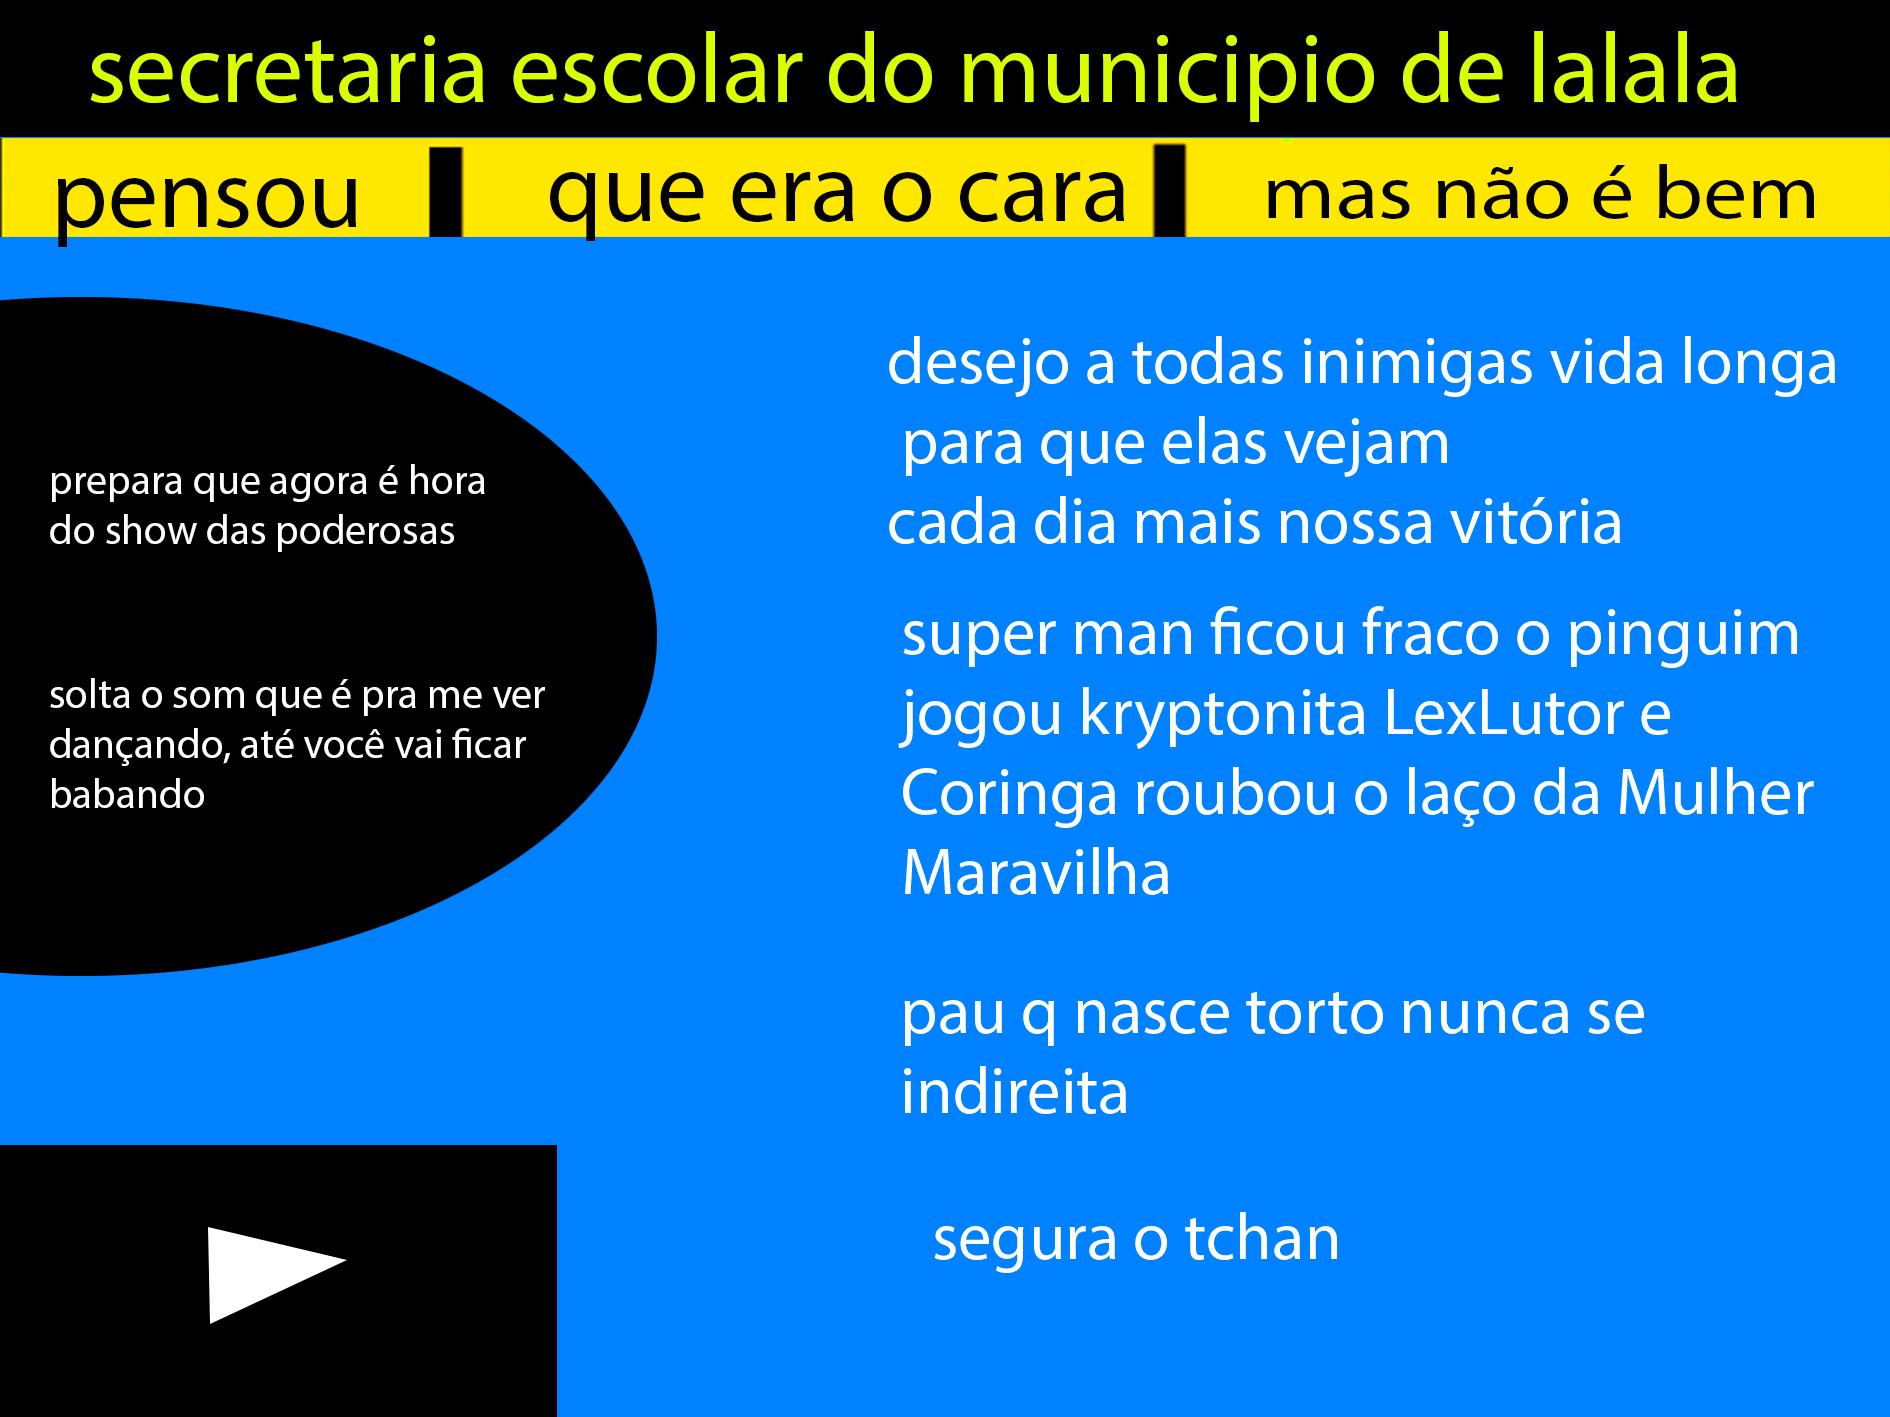 secretaria escolar do municipio de lalala
pensou
que era o cara
mas não é bem
prepara que agora é hora
do show das poderosas
solta o som que é pra me ver
dançando, até você vai ficar
babando
desejo a todas inimigas vida longa
para que elas vejam
cada dia mais nossa vitória
super man ficou fraco o pinguim
jogou kryptonita LexLutor e
Coringa roubou o laço da Mulher
Maravilha
pau q nasce torto nunca se
indireita
segura o tchan